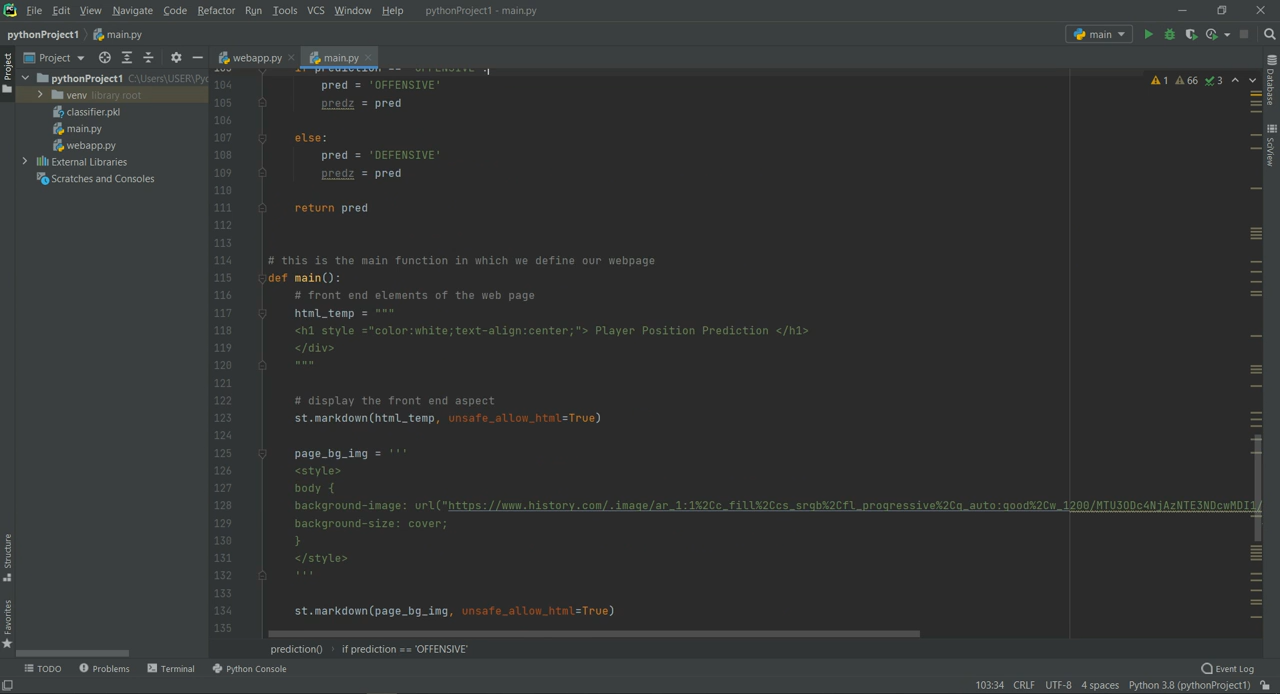 File Edit View Navigate Code Refactor Run Tools VCS Window Help pythonProject1 - main.py
pythonProject1 main.py main
Project webapp.py main.py
pythonProject1 C:\Users\USER\Pyc
venv library root
classifier.pkl
main.py
webapp.py
External Libraries
Scratches and Consoles
Project
Structure
Favorites
1 66 3
Database
SciView
103 if prediction == 'OFFENSIVE':
104 pred = 'OFFENSIVE'
105 predz = pred
106
107 else:
108 pred = 'DEFENSIVE'
109 predz = pred
110
111 return pred
112
113
114 # this is the main function in which we define our webpage
115 def main():
116 # front end elements of the web page
117 html_temp = """
118 <h1 style ="color:white;text-align:center;"> Player Position Prediction </h1>
119 </div>
120 """
121
122 # display the front end aspect
123 st.markdown(html_temp, unsafe_allow_html=True)
124
125 page_bg_img = '''
126 <style>
127 body {
128 background-image: url("https://www.history.com/.image/ar_1:1%2Cc_fill%2Ccs_srgb%2Cfl_progressive%2Cq_auto:good%2Cw_1200/MTU3ODc4NjAzNTE3NDcwMDI1/
129 background-size: cover;
130 }
131 </style>
132 '''
133
134 st.markdown(page_bg_img, unsafe_allow_html=True)
135
prediction() › if prediction == 'OFFENSIVE'
TODO Problems Terminal Python Console Event Log
103:34 CRLF UTF-8 4 spaces Python 3.8 (pythonProject1)